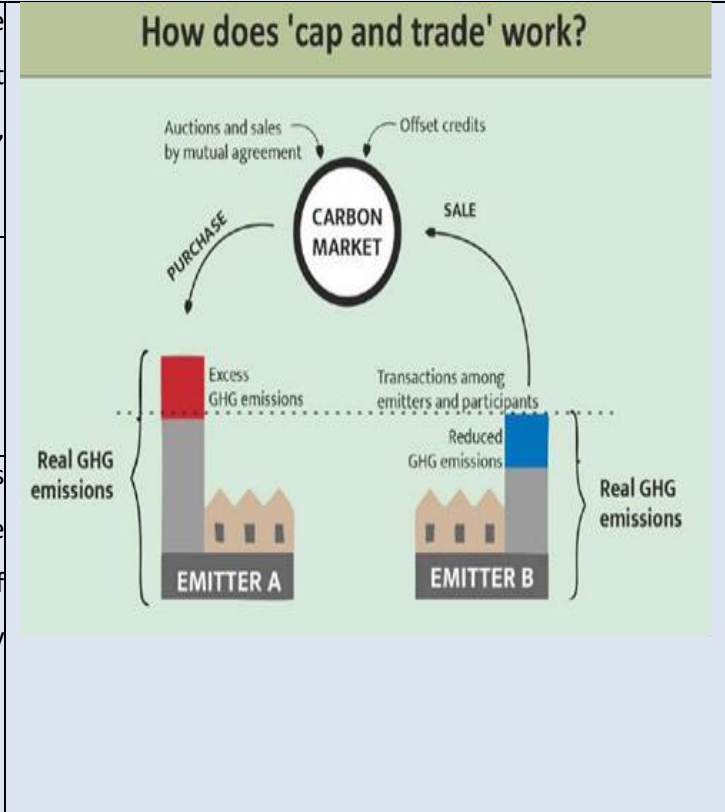 How does 'cap and trade' work?
Auctions and sales
by mutual agreement
Offset credits
CARBON
MARKET
PURCHASE
SALE
Excess
GHG emissions
Transactions among
emitters and participants
Reduced
GHG emissions
Real GHG
emissions
Real GHG
emissions
EMITTER A
EMITTER B